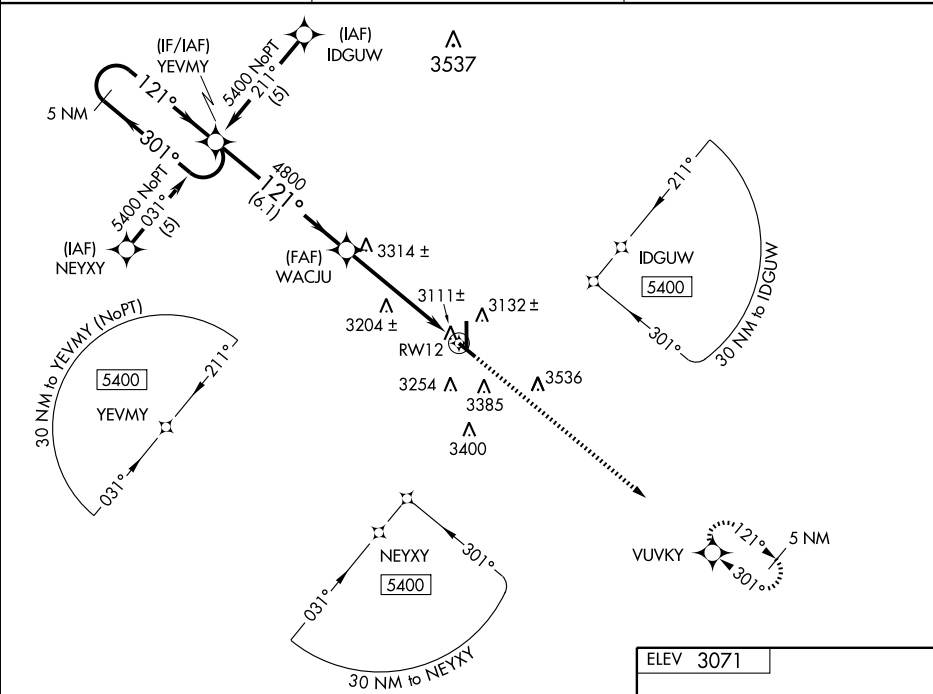 (IAF)
IDGUW
3537
(IF/IAF)
YEVMY
5400 NoPT
211°
(5)
121°
5 NM
301°
5400 NoPT
031°
(5)
(IAF)
NEYXY
4800
121°
(6.1)
(FAF)
WACJU
3314 ±
3204 ±
3111±
3132 ±
RW12
3254
3385
3536
3400
211°
IDGUW
5400
301°
30 NM to IDGUW
30 NM to YEVMY (NoPT)
5400
YEVMY
211°
031°
NEYXY
5400
031°
301°
30 NM to NEYXY
VUVKY
121°
301°
5 NM
ELEV 3071